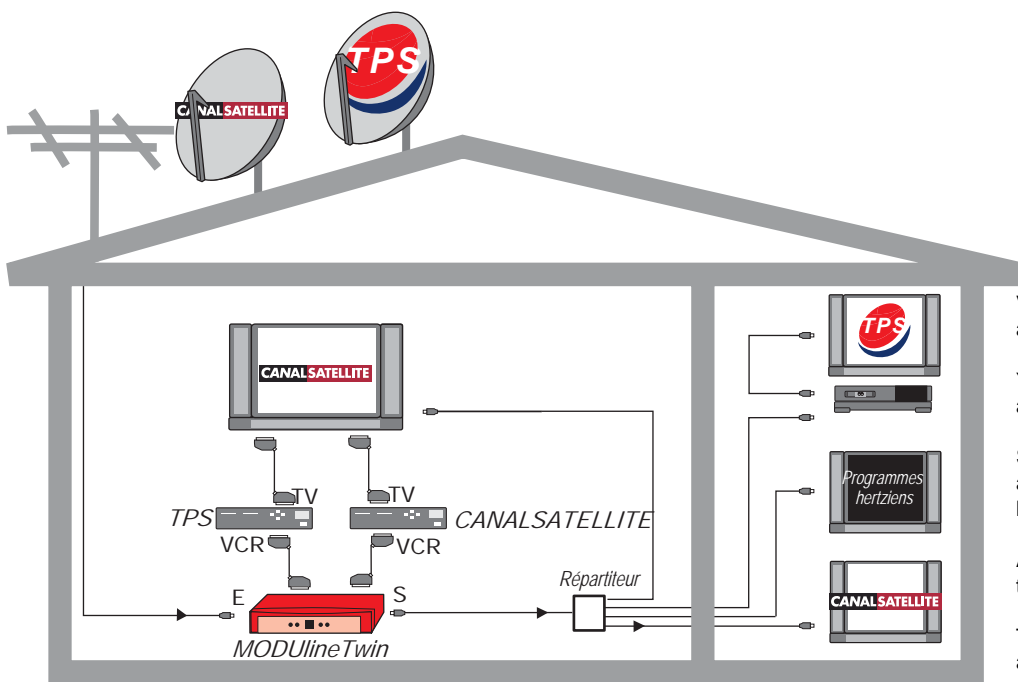 TPS
CANALSATELLITE
CANALSATELLITE
TPS
TV
TV
TPS
CANALSATELLITE
VCR
VCR
Programmes
hertziens
E
S
Répartiteur
CANALSATELLITE
MODUlineTwin